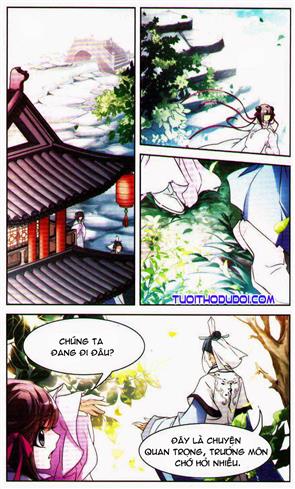 TUOITHODUDOI.COM
CHÚNG TA
ĐANG ĐI ĐÂU?
ĐÂY LÀ CHUYỆN
QUAN TRỌNG, TRƯỞNG MÔN
CHỚ HỎI NHIỀU.